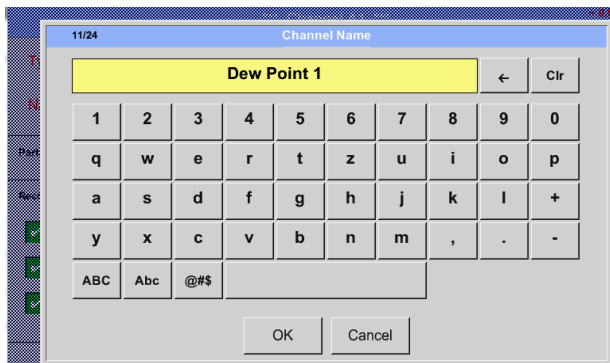 11/24 Channel Name
Dew Point 1 ← Clr
1 2 3 4 5 6 7 8 9 0
q w e r t z u i o p
a s d f g h j k l +
y x c v b n m , . -
ABC Abc @#$
OK Cancel